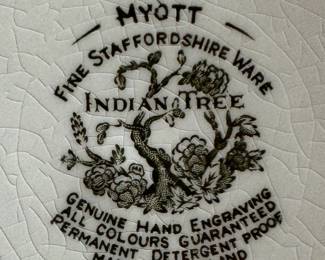 MYOTT
FINE STAFFORDSHIRE WARE
INDIAN TREE
GENUINE HAND ENGRAVING
ALL COLOURS GUARANTEED
PERMANENT DETERGENT PROOF